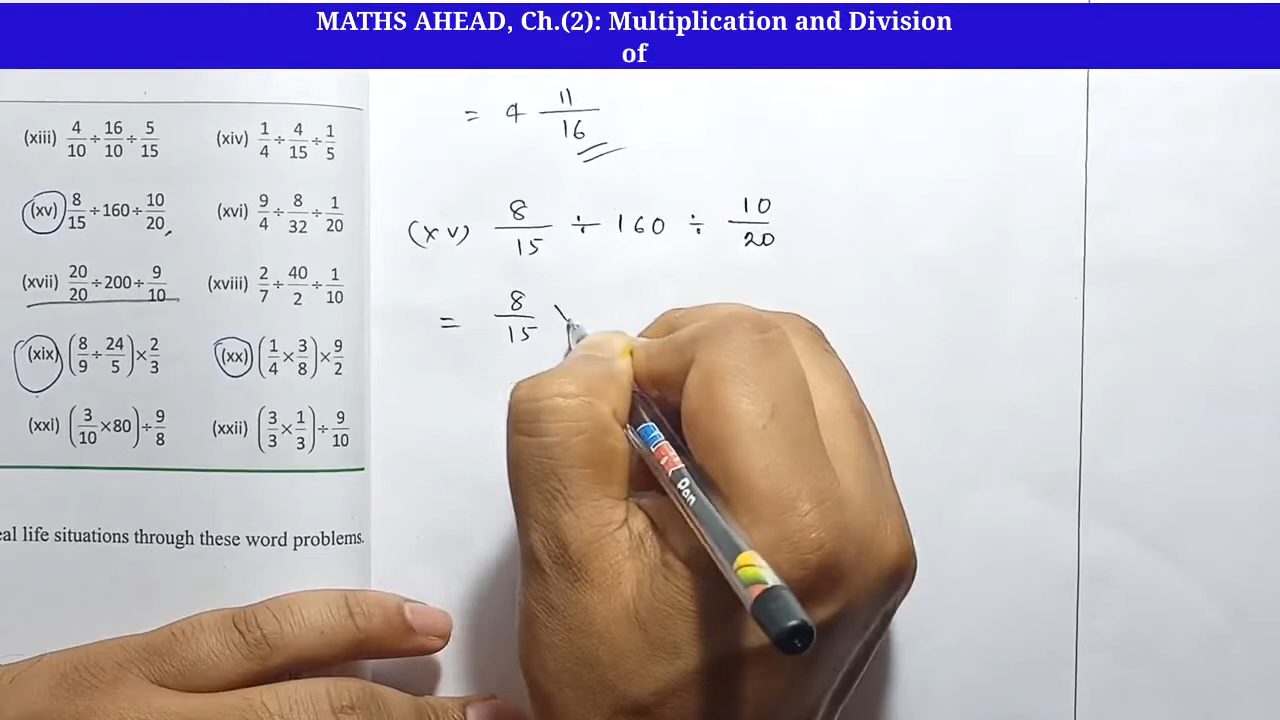 MATHS AHEAD, Ch.(2): Multiplication and Division
of
(xiii) 4/10 ÷ 16/10 ÷ 5/15 (xiv) 1/4 ÷ 4/15 ÷ 1/5
(xv) 8/15 ÷ 160 ÷ 10/20 (xvi) 9/4 ÷ 8/32 ÷ 1/20
(xvii) 20/20 ÷ 200 ÷ 9/10 (xviii) 2/7 ÷ 40/2 ÷ 1/10
(xix) (8/9 ÷ 24/5) × 2/3 (xx) (1/4 × 3/8) × 9/2
(xxi) (3/10 × 80) ÷ 9/8 (xxii) (3/3 × 1/3) ÷ 9/10
eal life situations through these word problems.
= 4 11/16
(xv) 8/15 ÷ 160 ÷ 10/20
= 8/15
Pen